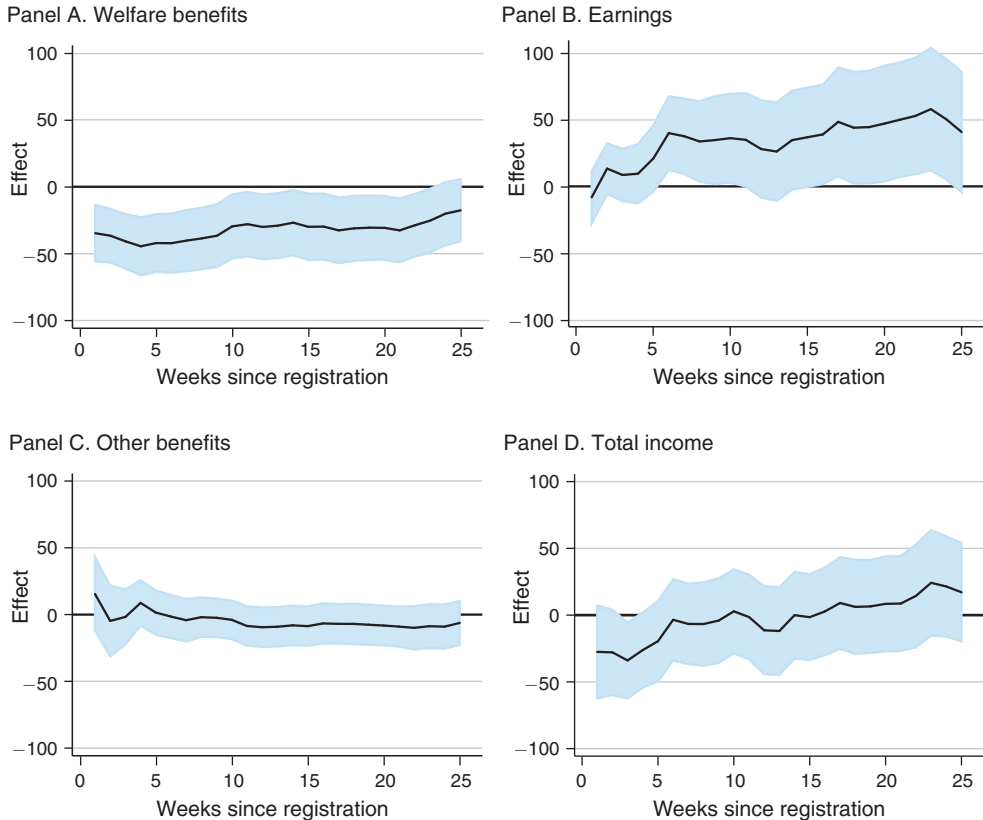 Panel A. Welfare benefits
100
50
0
−50
−100
Effect
0 5 10 15 20 25
Weeks since registration
Panel B. Earnings
100
50
0
−50
−100
Effect
0 5 10 15 20 25
Weeks since registration
Panel C. Other benefits
100
50
0
−50
−100
Effect
0 5 10 15 20 25
Weeks since registration
Panel D. Total income
100
50
0
−50
−100
Effect
0 5 10 15 20 25
Weeks since registration